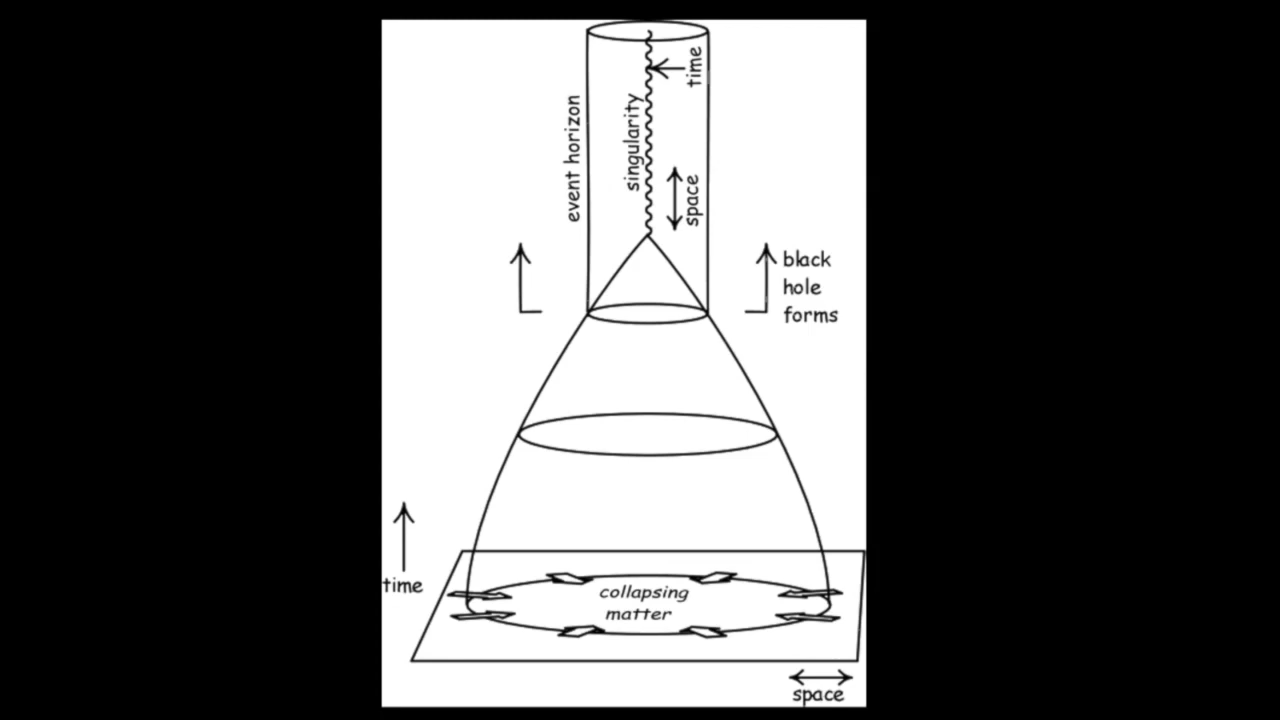 time
event horizon
singularity
space
black
hole
forms
time
collapsing
matter
space